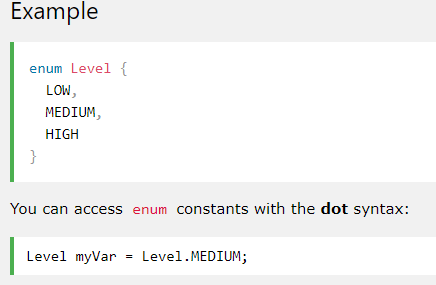 Example
enum Level {
  LOW,
  MEDIUM,
  HIGH
}
You can access enum constants with the dot syntax:
Level myVar = Level.MEDIUM;